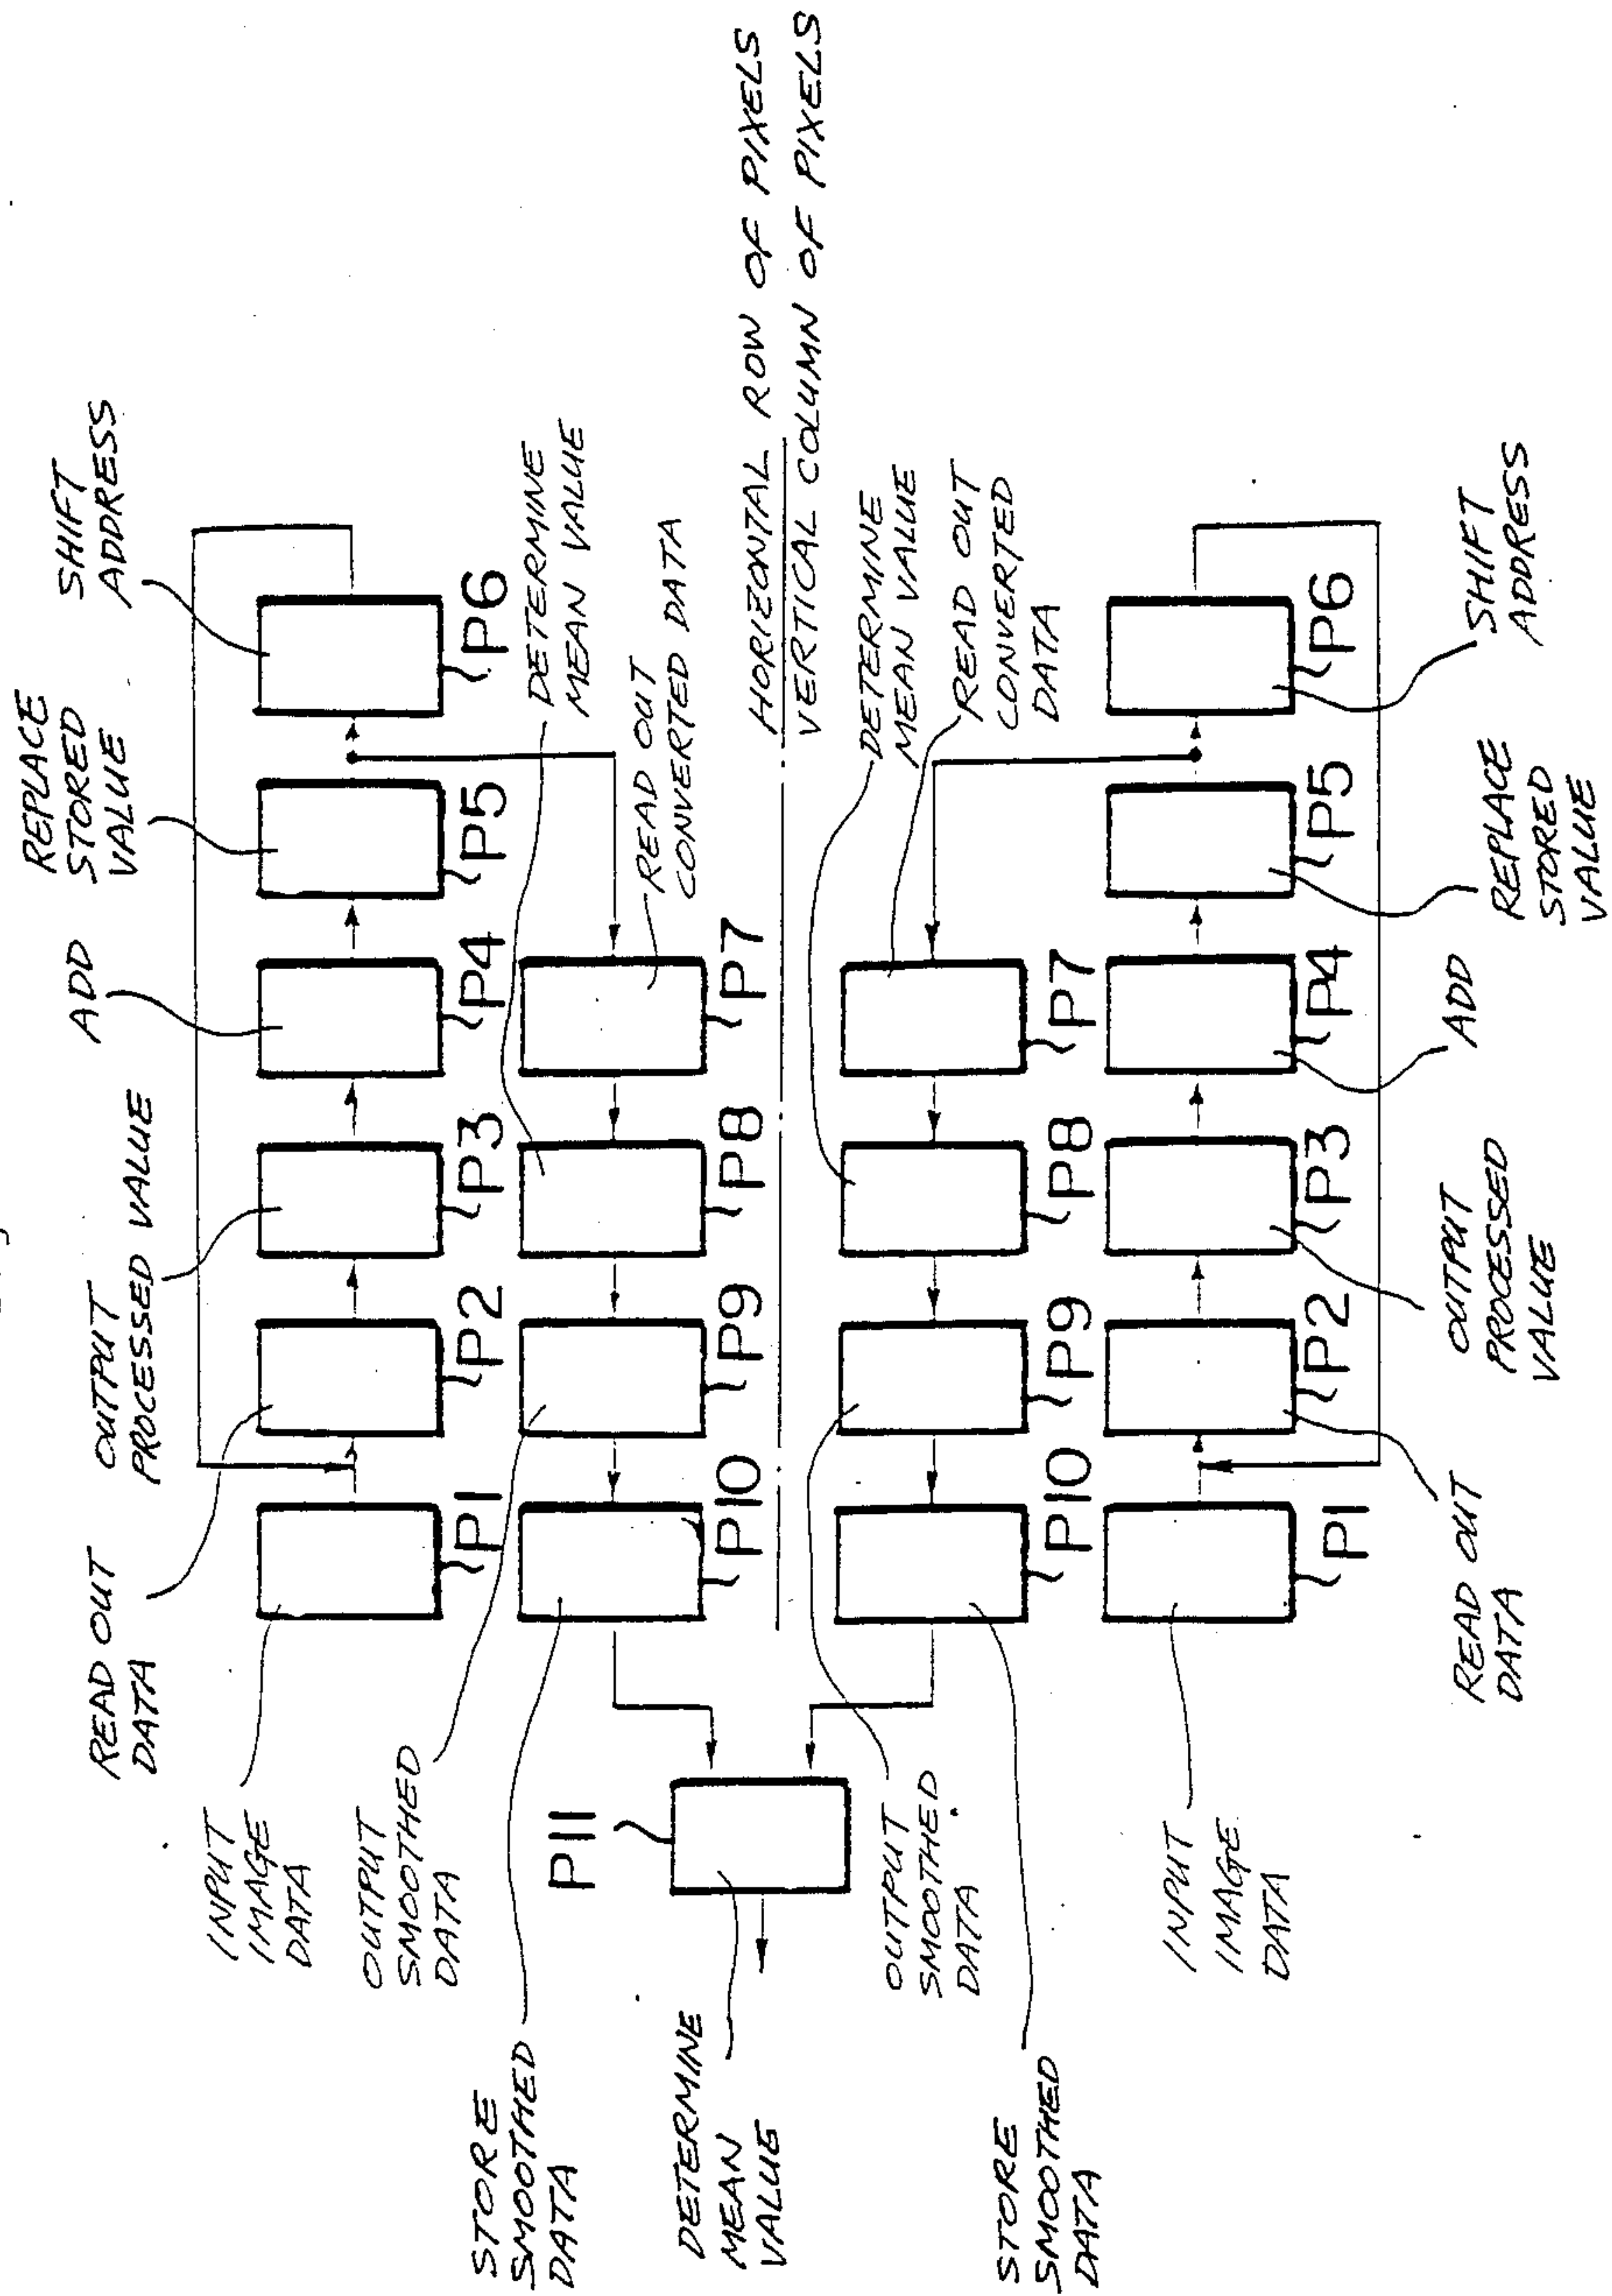 READ OUT
DATA
OUTPUT
PROCESSED VALUE
ADD
REPLACE
STORED
VALUE
SHIFT
ADDRESS
INPUT
IMAGE
DATA
P1
P2
P3
P4
P5
P6
OUTPUT
SMOOTHED
DATA
DETERMINE
MEAN VALUE
READ OUT
CONVERTED DATA
STORE
SMOOTHED
DATA
P10
P9
P8
P7
P11
DETERMINE
MEAN
VALUE
HORIZONTAL ROW OF PIXELS
VERTICAL COLUMN OF PIXELS
DETERMINE
MEAN VALUE
READ OUT
CONVERTED
DATA
OUTPUT
SMOOTHED
DATA
P10
P9
P8
P7
STORE
SMOOTHED
DATA
INPUT
IMAGE
DATA
P1
P2
P3
P4
P5
P6
READ OUT
DATA
OUTPUT
PROCESSED
VALUE
ADD
REPLACE
STORED
VALUE
SHIFT
ADDRESS